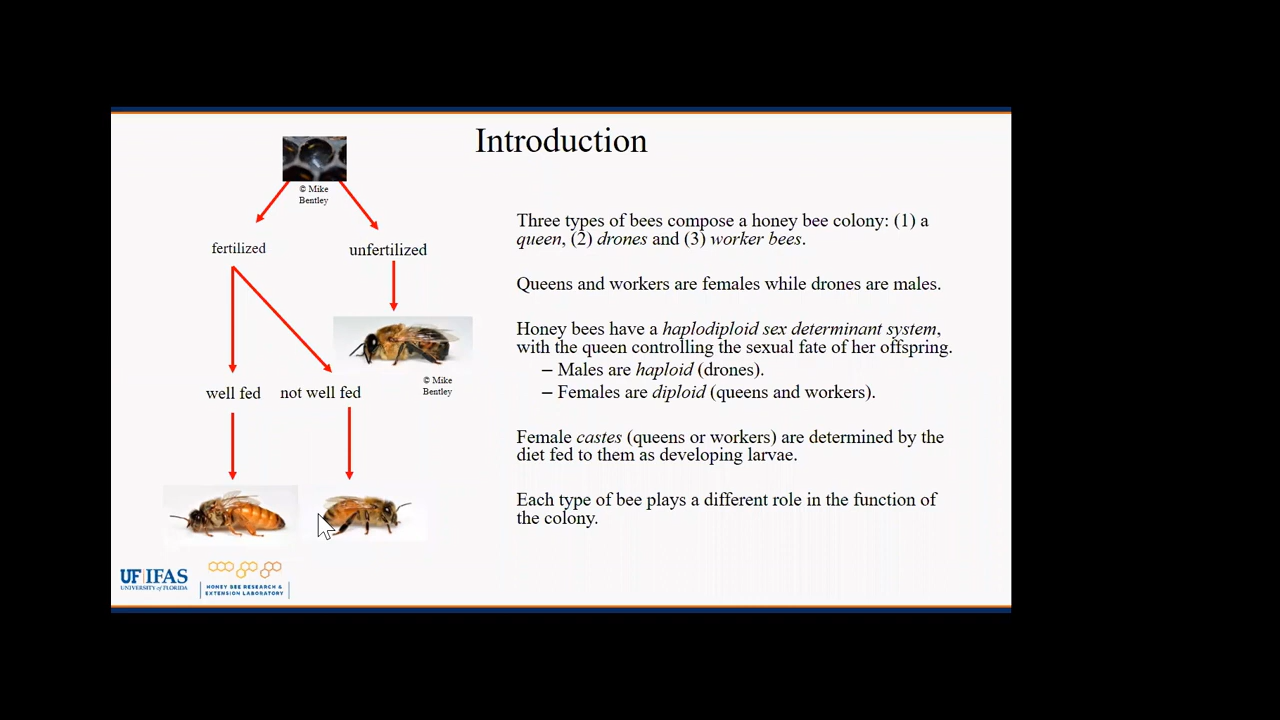 Introduction
© Mike
Bentley
fertilized
unfertilized
© Mike
Bentley
well fed
not well fed
Three types of bees compose a honey bee colony: (1) a
queen, (2) drones and (3) worker bees.
Queens and workers are females while drones are males.
Honey bees have a haplodiploid sex determinant system,
with the queen controlling the sexual fate of her offspring.
– Males are haploid (drones).
– Females are diploid (queens and workers).
Female castes (queens or workers) are determined by the
diet fed to them as developing larvae.
Each type of bee plays a different role in the function of
the colony.
UF|IFAS
UNIVERSITY of FLORIDA
HONEY BEE RESEARCH &
EXTENSION LABORATORY